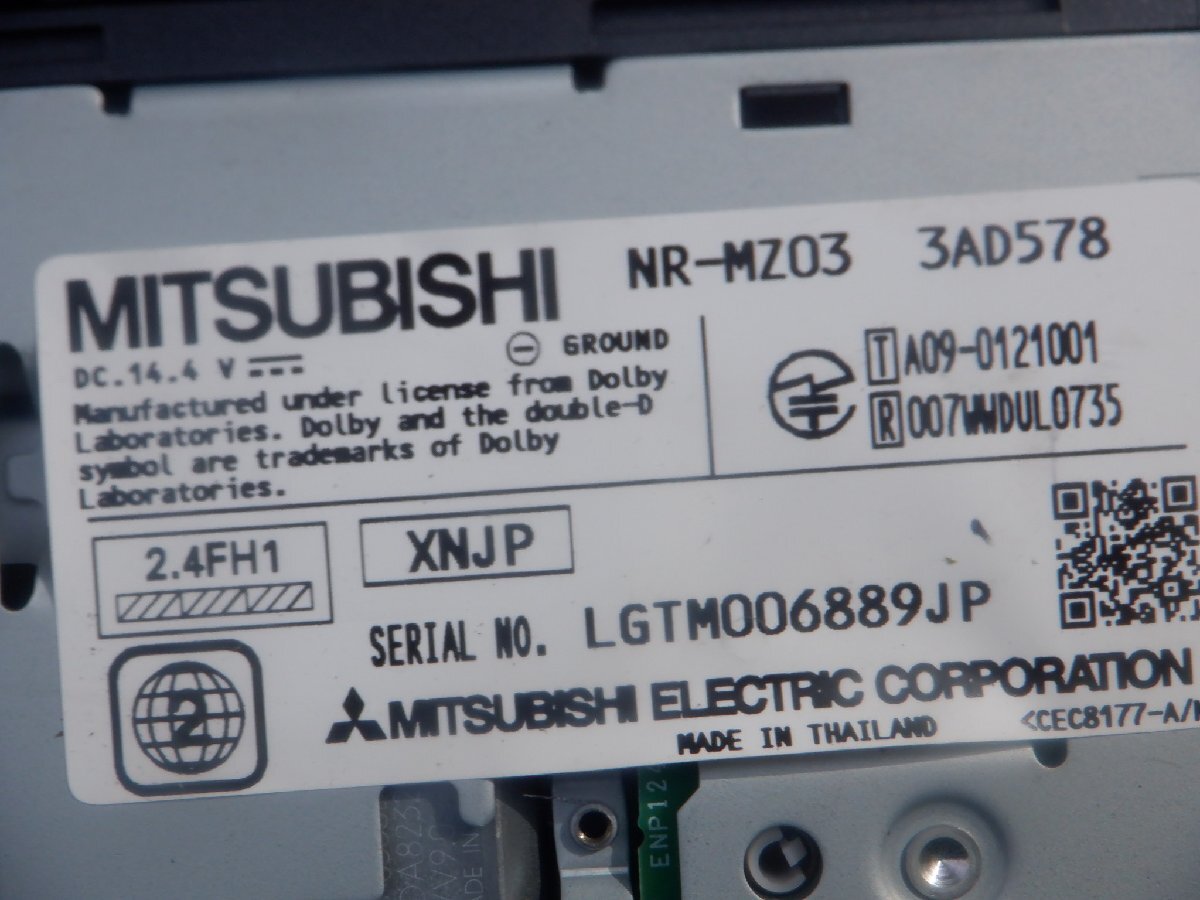 MITSUBISHI NR-MZ03 3AD578
DC.14.4 V GROUND
Manufactured under license from Dolby
Laboratories. Dolby and the double-D
symbol are trademarks of Dolby
Laboratories.
T A09-0121001
R 007WWDUL0735
2.4FH1
XNJP
SERIAL NO. LGTM006889JP
2
MITSUBISHI ELECTRIC CORPORATION
MADE IN THAILAND <CEC8177-A/
ENP12